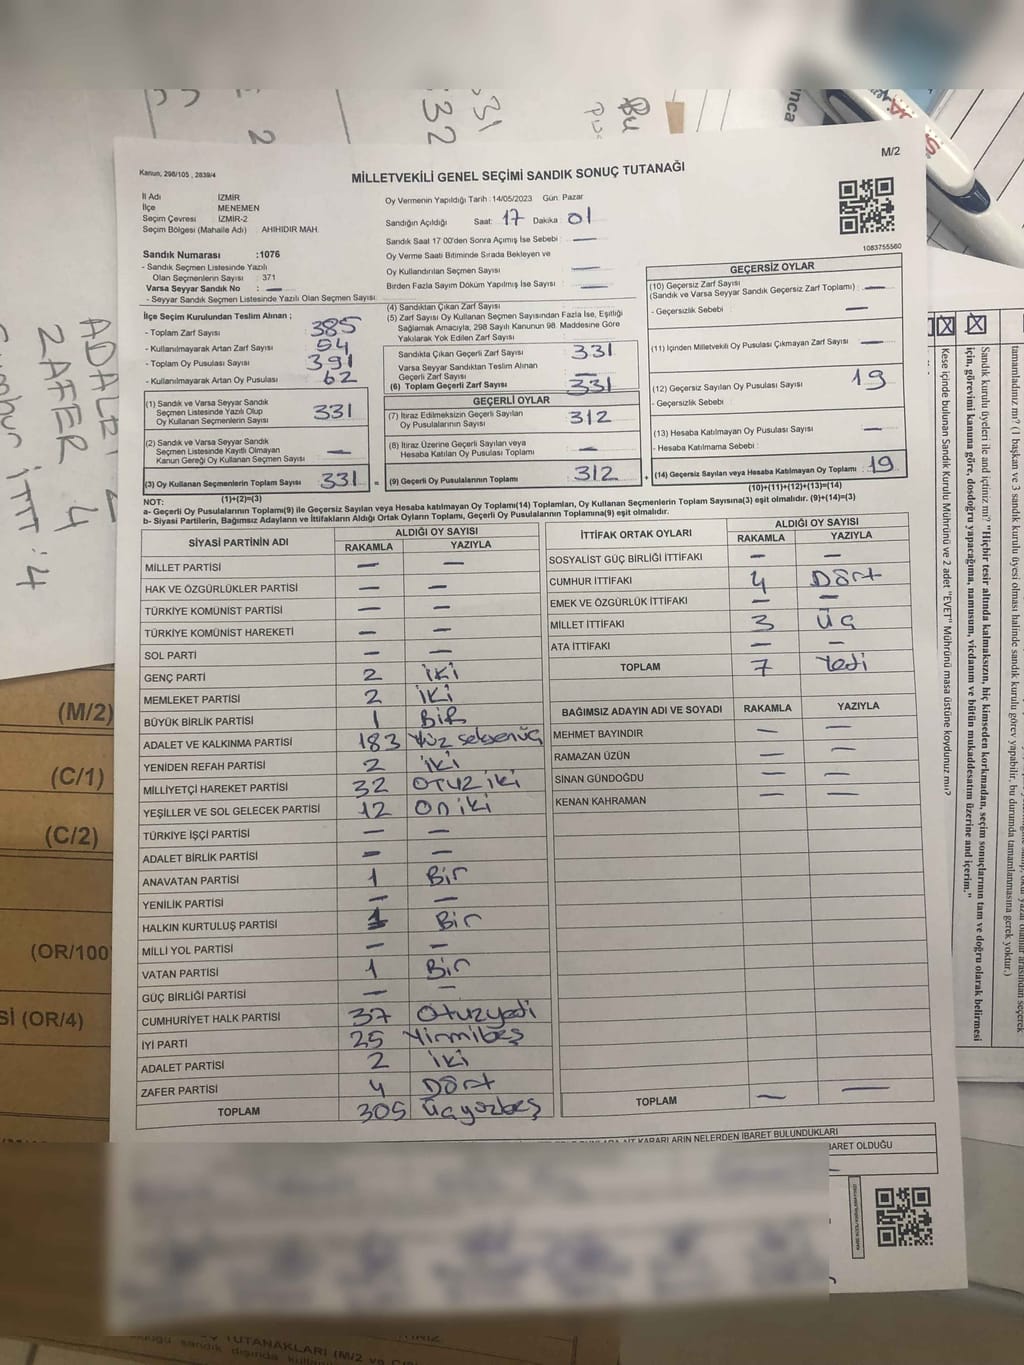 M/2
Kanun, 298/105 , 2839/4
MİLLETVEKİLİ GENEL SEÇİMİ SANDIK SONUÇ TUTANAĞI
İl Adı İZMİR
İlçe MENEMEN
Seçim Çevresi İZMİR-2
Seçim Bölgesi (Mahalle Adı) AHIHIDIR MAH.
Oy Vermenin Yapıldığı Tarih : 14/05/2023 Gün: Pazar
Sandığın Açıldığı Saat: 17 Dakika 01
Sandık Saat 17 00'den Sonra Açımış İse Sebebi : —
Oy Verme Saati Bitiminde Sırada Bekleyen ve
Oy Kullandırılan Seçmen Sayısı : —
Birden Fazla Sayım Döküm Yapılmış İse Sayısı : —
1083755560
Sandık Numarası :1076
- Sandık Seçmen Listesinde Yazılı
Olan Seçmenlerin Sayısı : 371
Varsa Seyyar Sandık No : —
- Seyyar Sandık Seçmen Listesinde Yazılı Olan Seçmen Sayısı
İlçe Seçim Kurulundan Teslim Alınan ;
- Toplam Zarf Sayısı 385
- Kullanılmayarak Artan Zarf Sayısı 54
- Toplam Oy Pusulası Sayısı 391
- Kullanılmayarak Artan Oy Pusulası 62
(1) Sandık ve Varsa Seyyar Sandık
Seçmen Listesinde Yazılı Olup
Oy Kullanan Seçmenlerin Sayısı 331
(2) Sandık ve Varsa Seyyar Sandık
Seçmen Listesinde Kayıtlı Olmayan
Kanun Gereği Oy Kullanan Seçmen Sayısı —
(3) Oy Kullanan Seçmenlerin Toplam Sayısı 331 =
(1)+(2)=(3)
(4) Sandıktan Çıkan Zarf Sayısı
(5) Zarf Sayısı Oy Kullanan Seçmen Sayısından Fazla İse, Eşitliği
Sağlamak Amacıyla, 298 Sayılı Kanunun 98. Maddesine Göre
Yakılarak Yok Edilen Zarf Sayısı
Sandıkta Çıkan Geçerli Zarf Sayısı 331
Varsa Seyyar Sandıktan Teslim Alınan
Geçerli Zarf Sayısı —
(6) Toplam Geçerli Zarf Sayısı 331
GEÇERLİ OYLAR
(7) İtiraz Edilmeksizin Geçerli Sayılan
Oy Pusulalarının Sayısı 312
(8) İtiraz Üzerine Geçerli Sayılan veya
Hesaba Katılan Oy Pusulası Toplamı —
(9) Geçerli Oy Pusulalarının Toplamı 312 +
GEÇERSİZ OYLAR
(10) Geçersiz Zarf Sayısı
(Sandık ve Varsa Seyyar Sandık Geçersiz Zarf Toplamı) : —
- Geçersizlik Sebebi : —
(11) İçinden Milletvekili Oy Pusulası Çıkmayan Zarf Sayısı —
(12) Geçersiz Sayılan Oy Pusulası Sayısı 19
- Geçersizlik Sebebi :
(13) Hesaba Katılmayan Oy Pusulası Sayısı —
- Hesaba Katılmama Sebebi :
(14) Geçersiz Sayılan veya Hesaba Katılmayan Oy Toplamı 19
(10)+(11)+(12)+(13)=(14)
NOT:
a- Geçerli Oy Pusulalarının Toplamı(9) ile Geçersiz Sayılan veya Hesaba katılmayan Oy Toplamı(14) Toplamları, Oy Kullanan Seçmenlerin Toplam Sayısına(3) eşit olmalıdır. (9)+(14)=(3)
b- Siyasi Partilerin, Bağımsız Adayların ve İttifakların Aldığı Ortak Oyların Toplamı, Geçerli Oy Pusulalarının Toplamına(9) eşit olmalıdır.
SİYASİ PARTİNİN ADI ALDIĞI OY SAYISI
RAKAMLA YAZIYLA
MİLLET PARTİSİ — —
HAK VE ÖZGÜRLÜKLER PARTİSİ — —
TÜRKİYE KOMÜNİST PARTİSİ — —
TÜRKİYE KOMÜNİST HAREKETİ — —
SOL PARTİ — —
GENÇ PARTİ 2 iki
MEMLEKET PARTİSİ 2 iki
BÜYÜK BİRLİK PARTİSİ 1 Bir
ADALET VE KALKINMA PARTİSİ 183 Yüz seksenüç
YENİDEN REFAH PARTİSİ 2 iki
MİLLİYETÇİ HAREKET PARTİSİ 32 otuz iki
YEŞİLLER VE SOL GELECEK PARTİSİ 12 on iki
TÜRKİYE İŞÇİ PARTİSİ — —
ADALET BİRLİK PARTİSİ — —
ANAVATAN PARTİSİ 1 Bir
YENİLİK PARTİSİ — —
HALKIN KURTULUŞ PARTİSİ 1 Bir
MİLLİ YOL PARTİSİ — —
VATAN PARTİSİ 1 Bir
GÜÇ BİRLİĞİ PARTİSİ — —
CUMHURİYET HALK PARTİSİ 37 otuzyedi
İYİ PARTİ 25 Yirmibeş
ADALET PARTİSİ 2 iki
ZAFER PARTİSİ 4 Dört
TOPLAM 305 üçyüzbeş
İTTİFAK ORTAK OYLARI ALDIĞI OY SAYISI
RAKAMLA YAZIYLA
SOSYALİST GÜÇ BİRLİĞİ İTTİFAKI — —
CUMHUR İTTİFAKI 4 Dört
EMEK VE ÖZGÜRLÜK İTTİFAKI — —
MİLLET İTTİFAKI 3 üç
ATA İTTİFAKI — —
TOPLAM 7 Yedi
BAĞIMSIZ ADAYIN ADI VE SOYADI RAKAMLA YAZIYLA
MEHMET BAYINDIR — —
RAMAZAN ÜZÜN — —
SİNAN GÜNDOĞDU — —
KENAN KAHRAMAN — —
TOPLAM — —
KARARLARIN NELERDEN İBARET BULUNDUKLARI
BARET OLDUĞU
(M/2)
(C/1)
(C/2)
(OR/100
Sİ (OR/4)
ADALET
2
ZAFER 4
Cumhur ittf:4
31
32
2
Bu
nca
tamamladınız mı? (1 başkan ve 3 sandık kurulu üyesi olması halinde sandık kurulu görev yapabilir, bu durumda tamamlanmasına gerek yoktur.)
Sandık kurulu üyeleri ile and içtiniz mi? "Hiçbir tesir altında kalmaksızın, hiç kimseden korkmadan, seçim sonuçlarının tam ve doğru olarak belirmesi
için, görevimi kanuna göre, dosdoğru yapacağıma, namusum, vicdanım ve bütün mukaddesatım üzerine and içerim."
Kese içinde bulunan Sandık Kurulu Mührünü ve 2 adet "EVET" Mührünü masa üstüne koydunuz mu?
TUTANAKLARI (M/2 ve